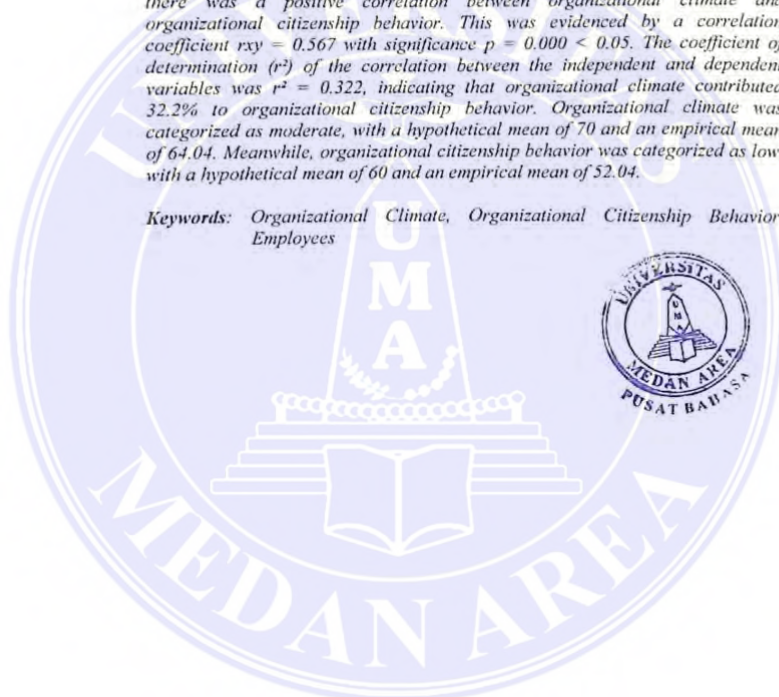 there was a positive correlation between organizational climate and
organizational citizenship behavior. This was evidenced by a correlation
coefficient rxy = 0.567 with significance p = 0.000 < 0.05. The coefficient of
determination (r²) of the correlation between the independent and dependent
variables was r² = 0.322, indicating that organizational climate contributed
32.2% to organizational citizenship behavior. Organizational climate was
categorized as moderate, with a hypothetical mean of 70 and an empirical mean
of 64.04. Meanwhile, organizational citizenship behavior was categorized as low
with a hypothetical mean of 60 and an empirical mean of 52.04.
Keywords: Organizational Climate, Organizational Citizenship Behavior
Employees
UMA
MEDAN AREA
UNIVERSITAS
UMA
MEDAN AREA
PUSAT BAHASA